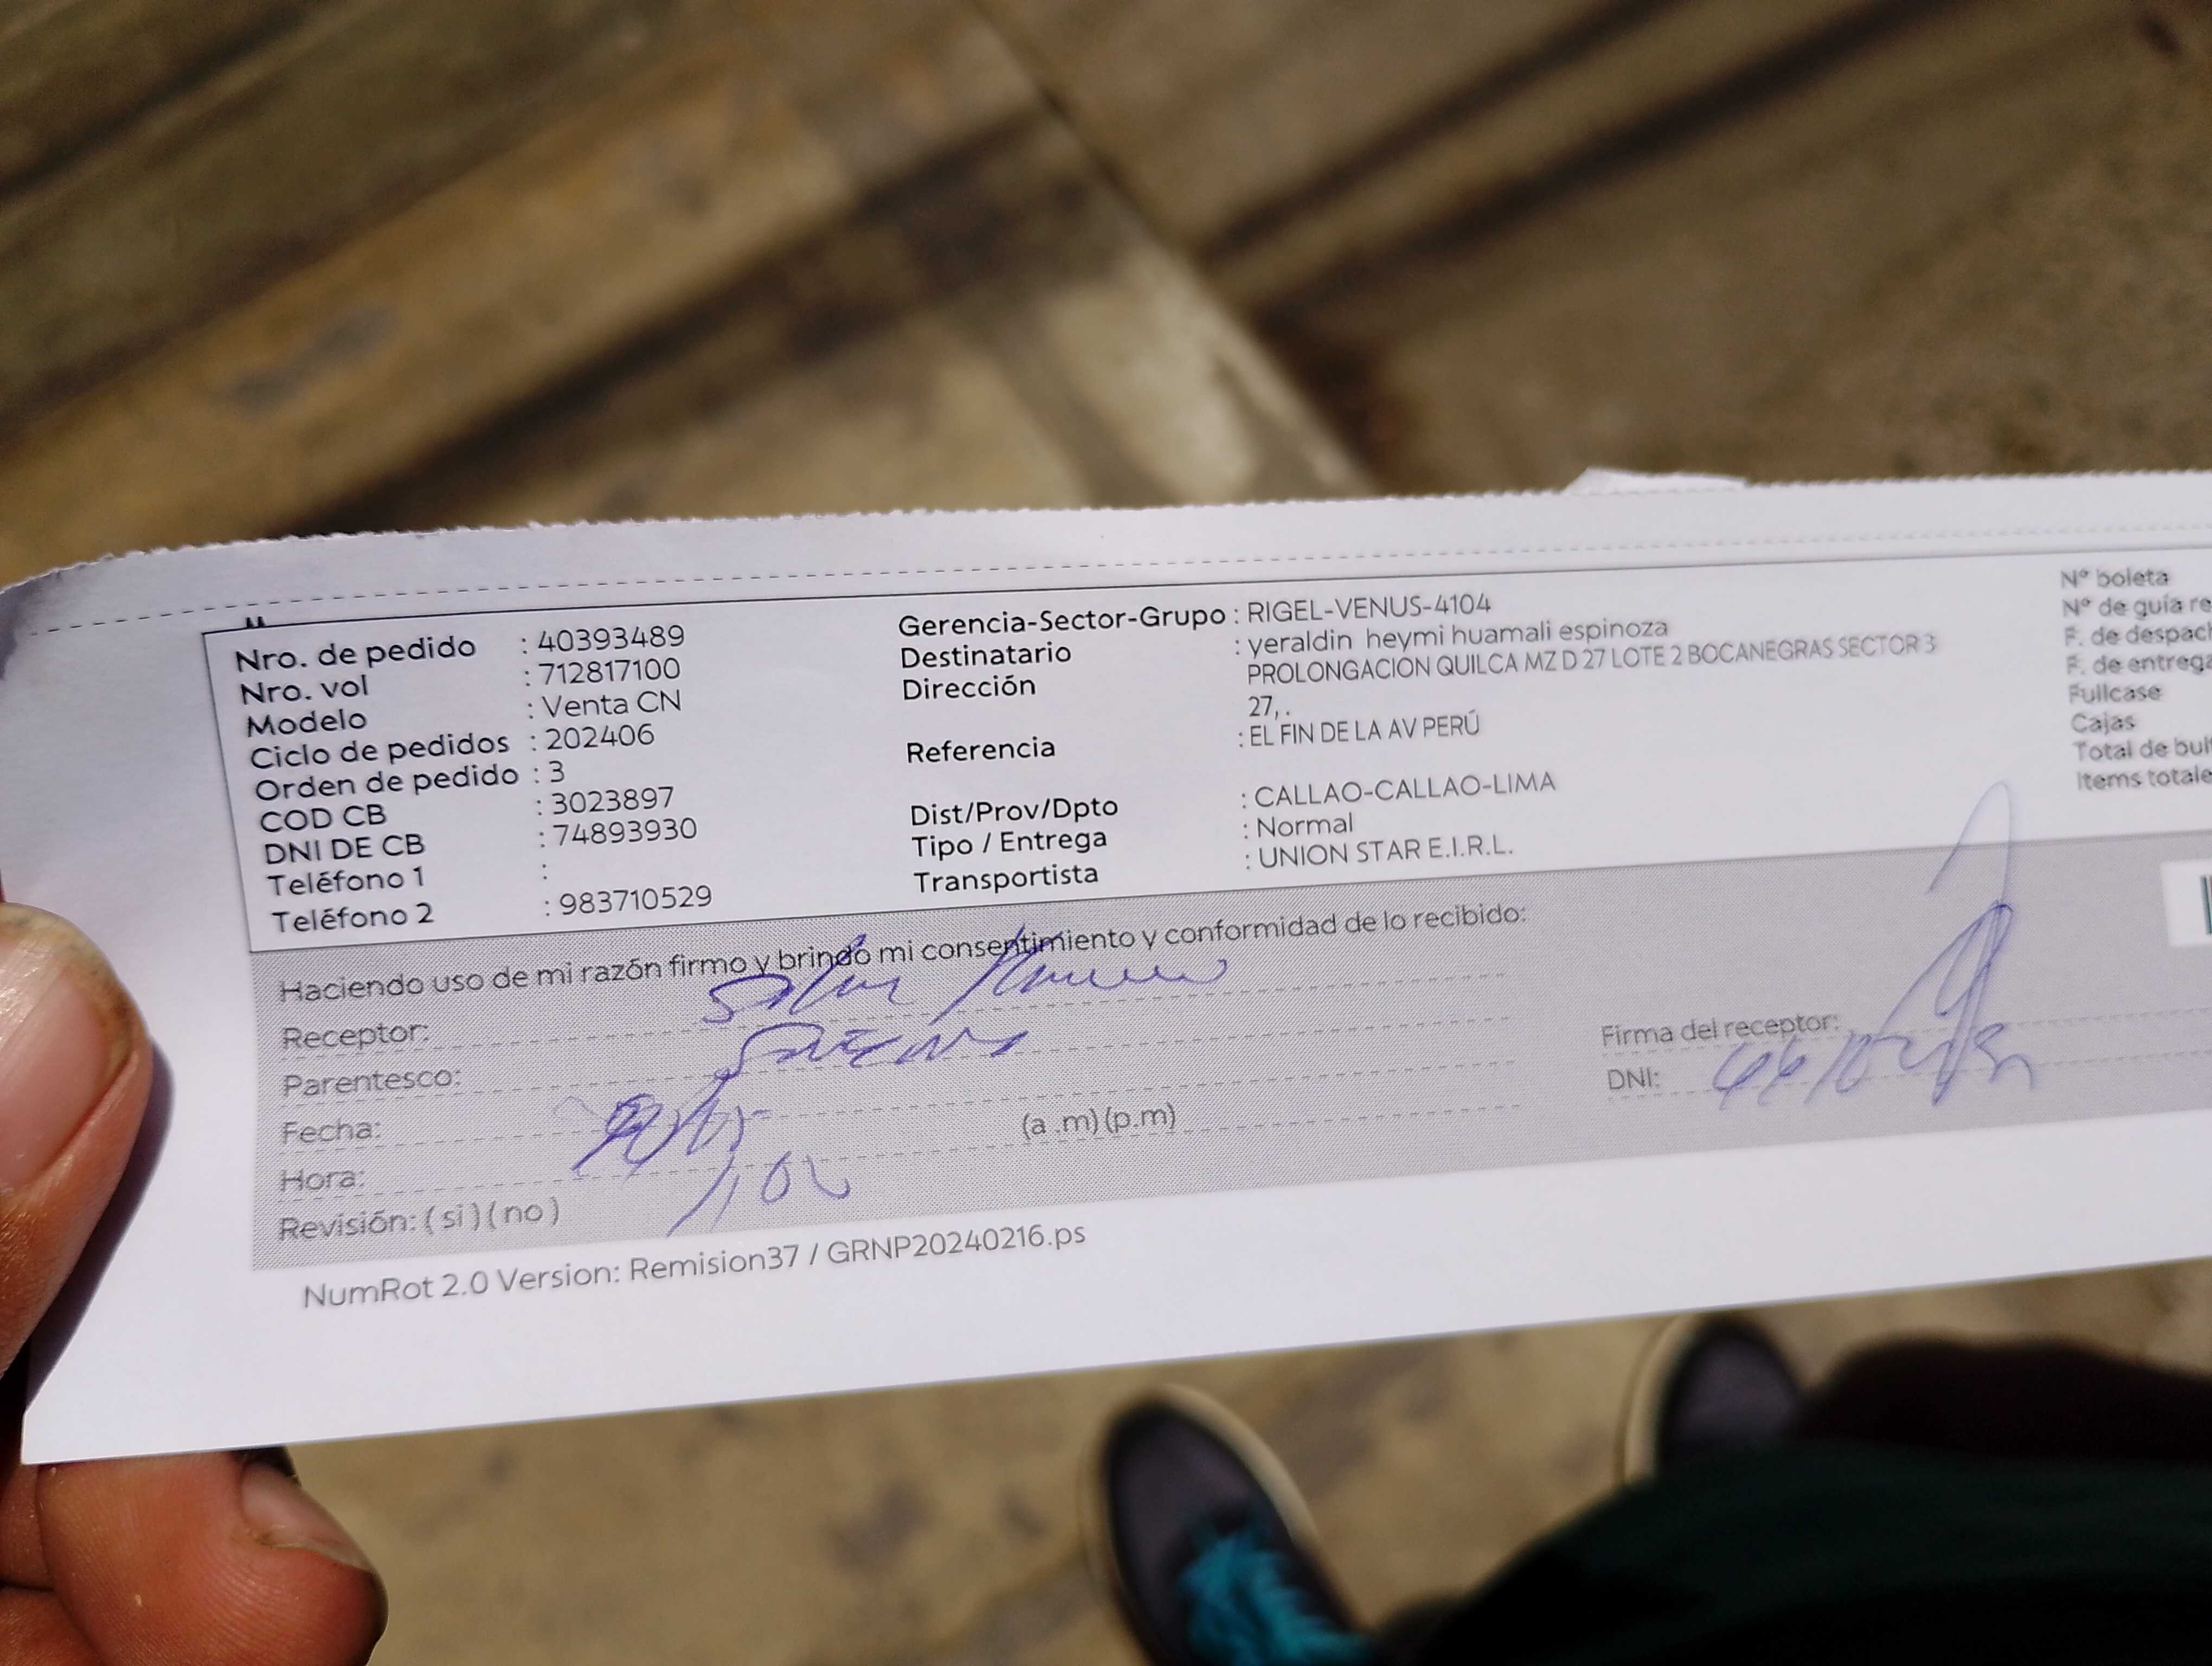 Nro. de pedido : 40393489
Nro. vol : 712817100
Modelo : Venta CN
Ciclo de pedidos : 202406
Orden de pedido : 3
COD CB : 3023897
DNI DE CB : 74893930
Teléfono 1 :
Teléfono 2 : 983710529
Gerencia-Sector-Grupo : RIGEL-VENUS-4104
Destinatario : yeraldin heymi huamali espinoza
Dirección PROLONGACION QUILCA MZ D 27 LOTE 2 BOCANEGRAS SECTOR 3
27, .
Referencia : EL FIN DE LA AV PERÚ
Dist/Prov/Dpto : CALLAO-CALLAO-LIMA
Tipo / Entrega : Normal
Transportista : UNION STAR E.I.R.L.
N° boleta
N° de guía re
F. de despach
F. de entrega
Fullcase
Cajas
Total de bul
Items totale
Haciendo uso de mi razón firmo y brindo mi consentimiento y conformidad de lo recibido:
Receptor:
Parentesco:
Fecha:
Hora: (a .m) (p.m)
Revisión: ( si ) ( no )
Firma del receptor:
DNI:
NumRot 2.0 Version: Remision37 / GRNP20240216.ps